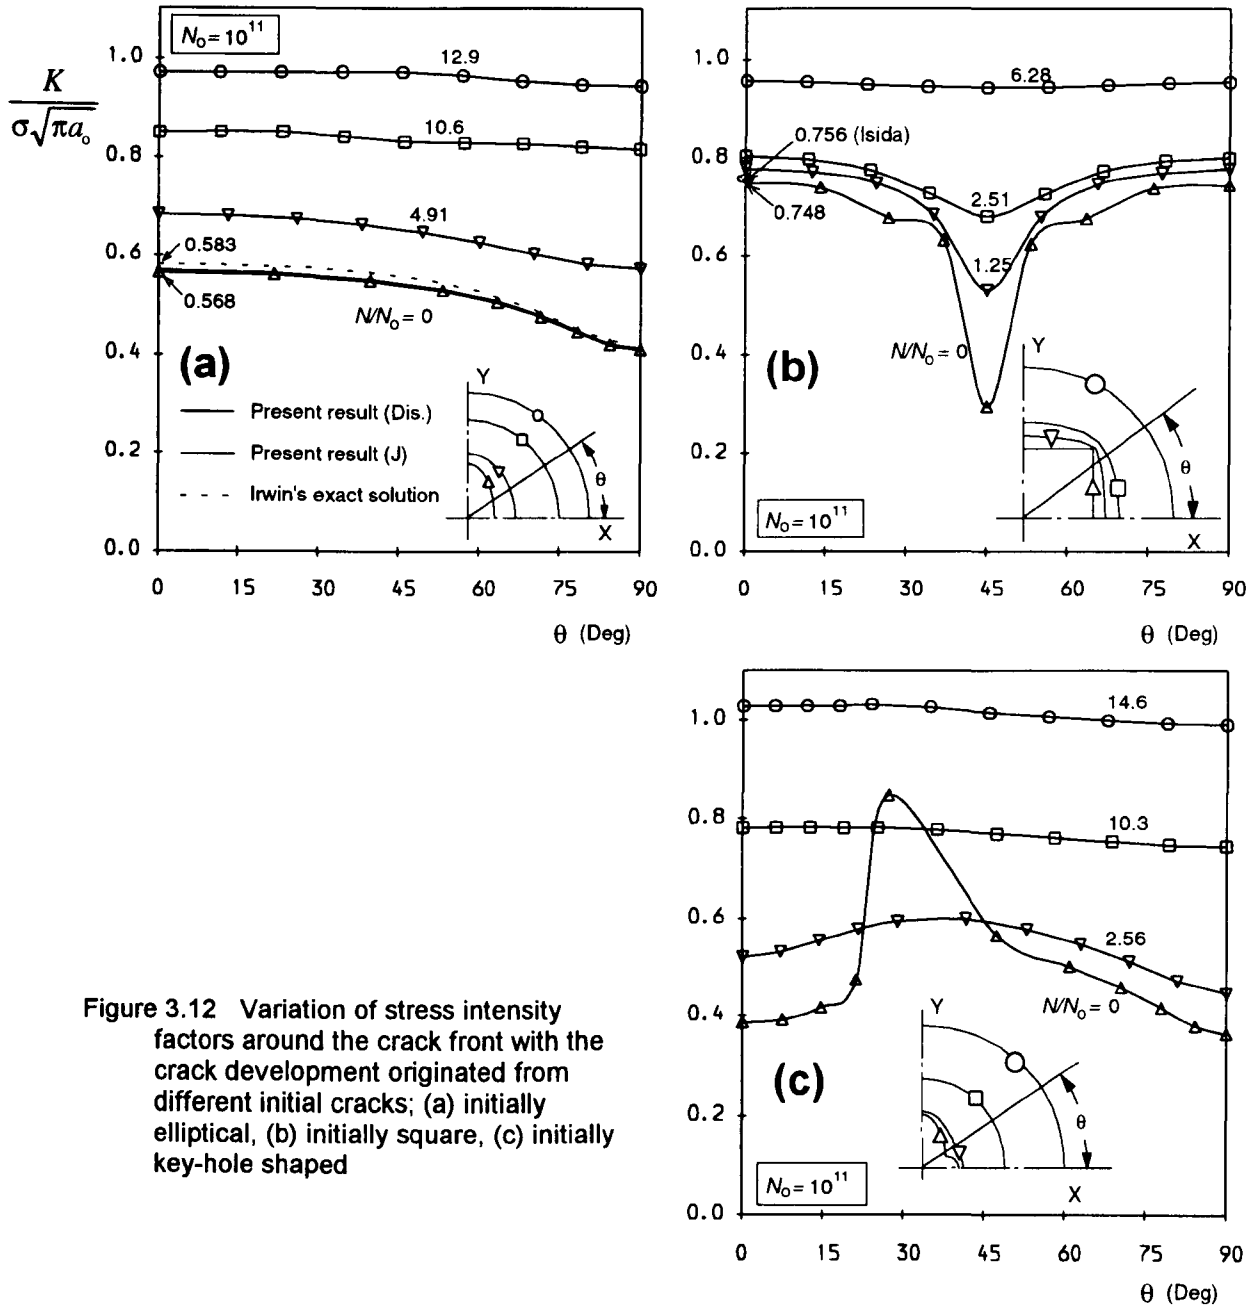 N₀ = 10¹¹
K
σ√πa₀
1.0
0.8
0.6
0.4
0.2
0.0
12.9
10.6
4.91
0.583
0.568
N/N₀ = 0
(a)
Present result (Dis.)
Present result (J)
Irwin's exact solution
Y
θ
X
0 15 30 45 60 75 90
θ (Deg)
1.0
0.8
0.6
0.4
0.2
0.0
6.28
0.756 (Isida)
0.748
2.51
1.25
N/N₀ = 0
(b)
Y
θ
X
N₀ = 10¹¹
0 15 30 45 60 75 90
θ (Deg)
1.0
0.8
0.6
0.4
0.2
0.0
14.6
10.3
2.56
N/N₀ = 0
(c)
Y
θ
X
N₀ = 10¹¹
0 15 30 45 60 75 90
θ (Deg)
Figure 3.12 Variation of stress intensity
factors around the crack front with the
crack development originated from
different initial cracks; (a) initially
elliptical, (b) initially square, (c) initially
key-hole shaped